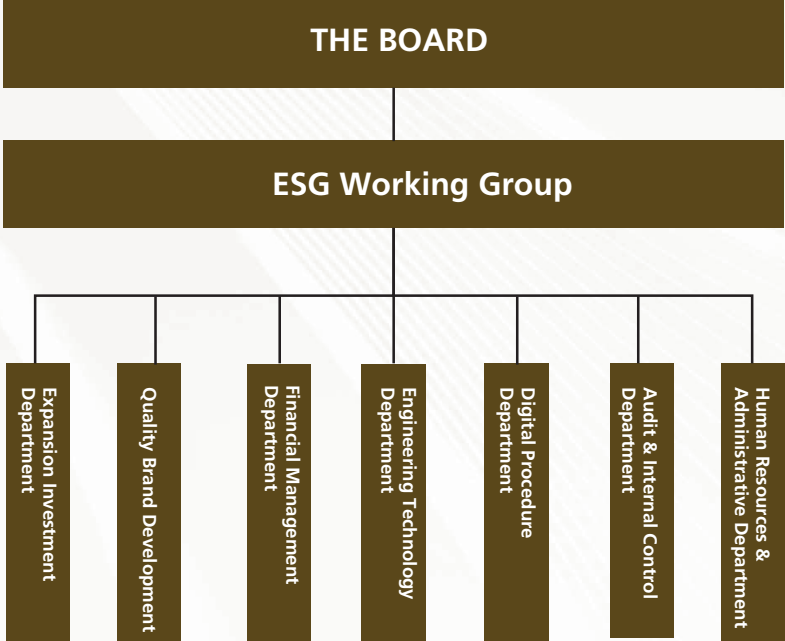 THE BOARD
ESG Working Group
Expansion Investment
Department
Quality Brand Development
Financial Management
Department
Engineering Technology
Department
Digital Procedure
Department
Audit & Internal Control
Department
Human Resources &
Administrative Department